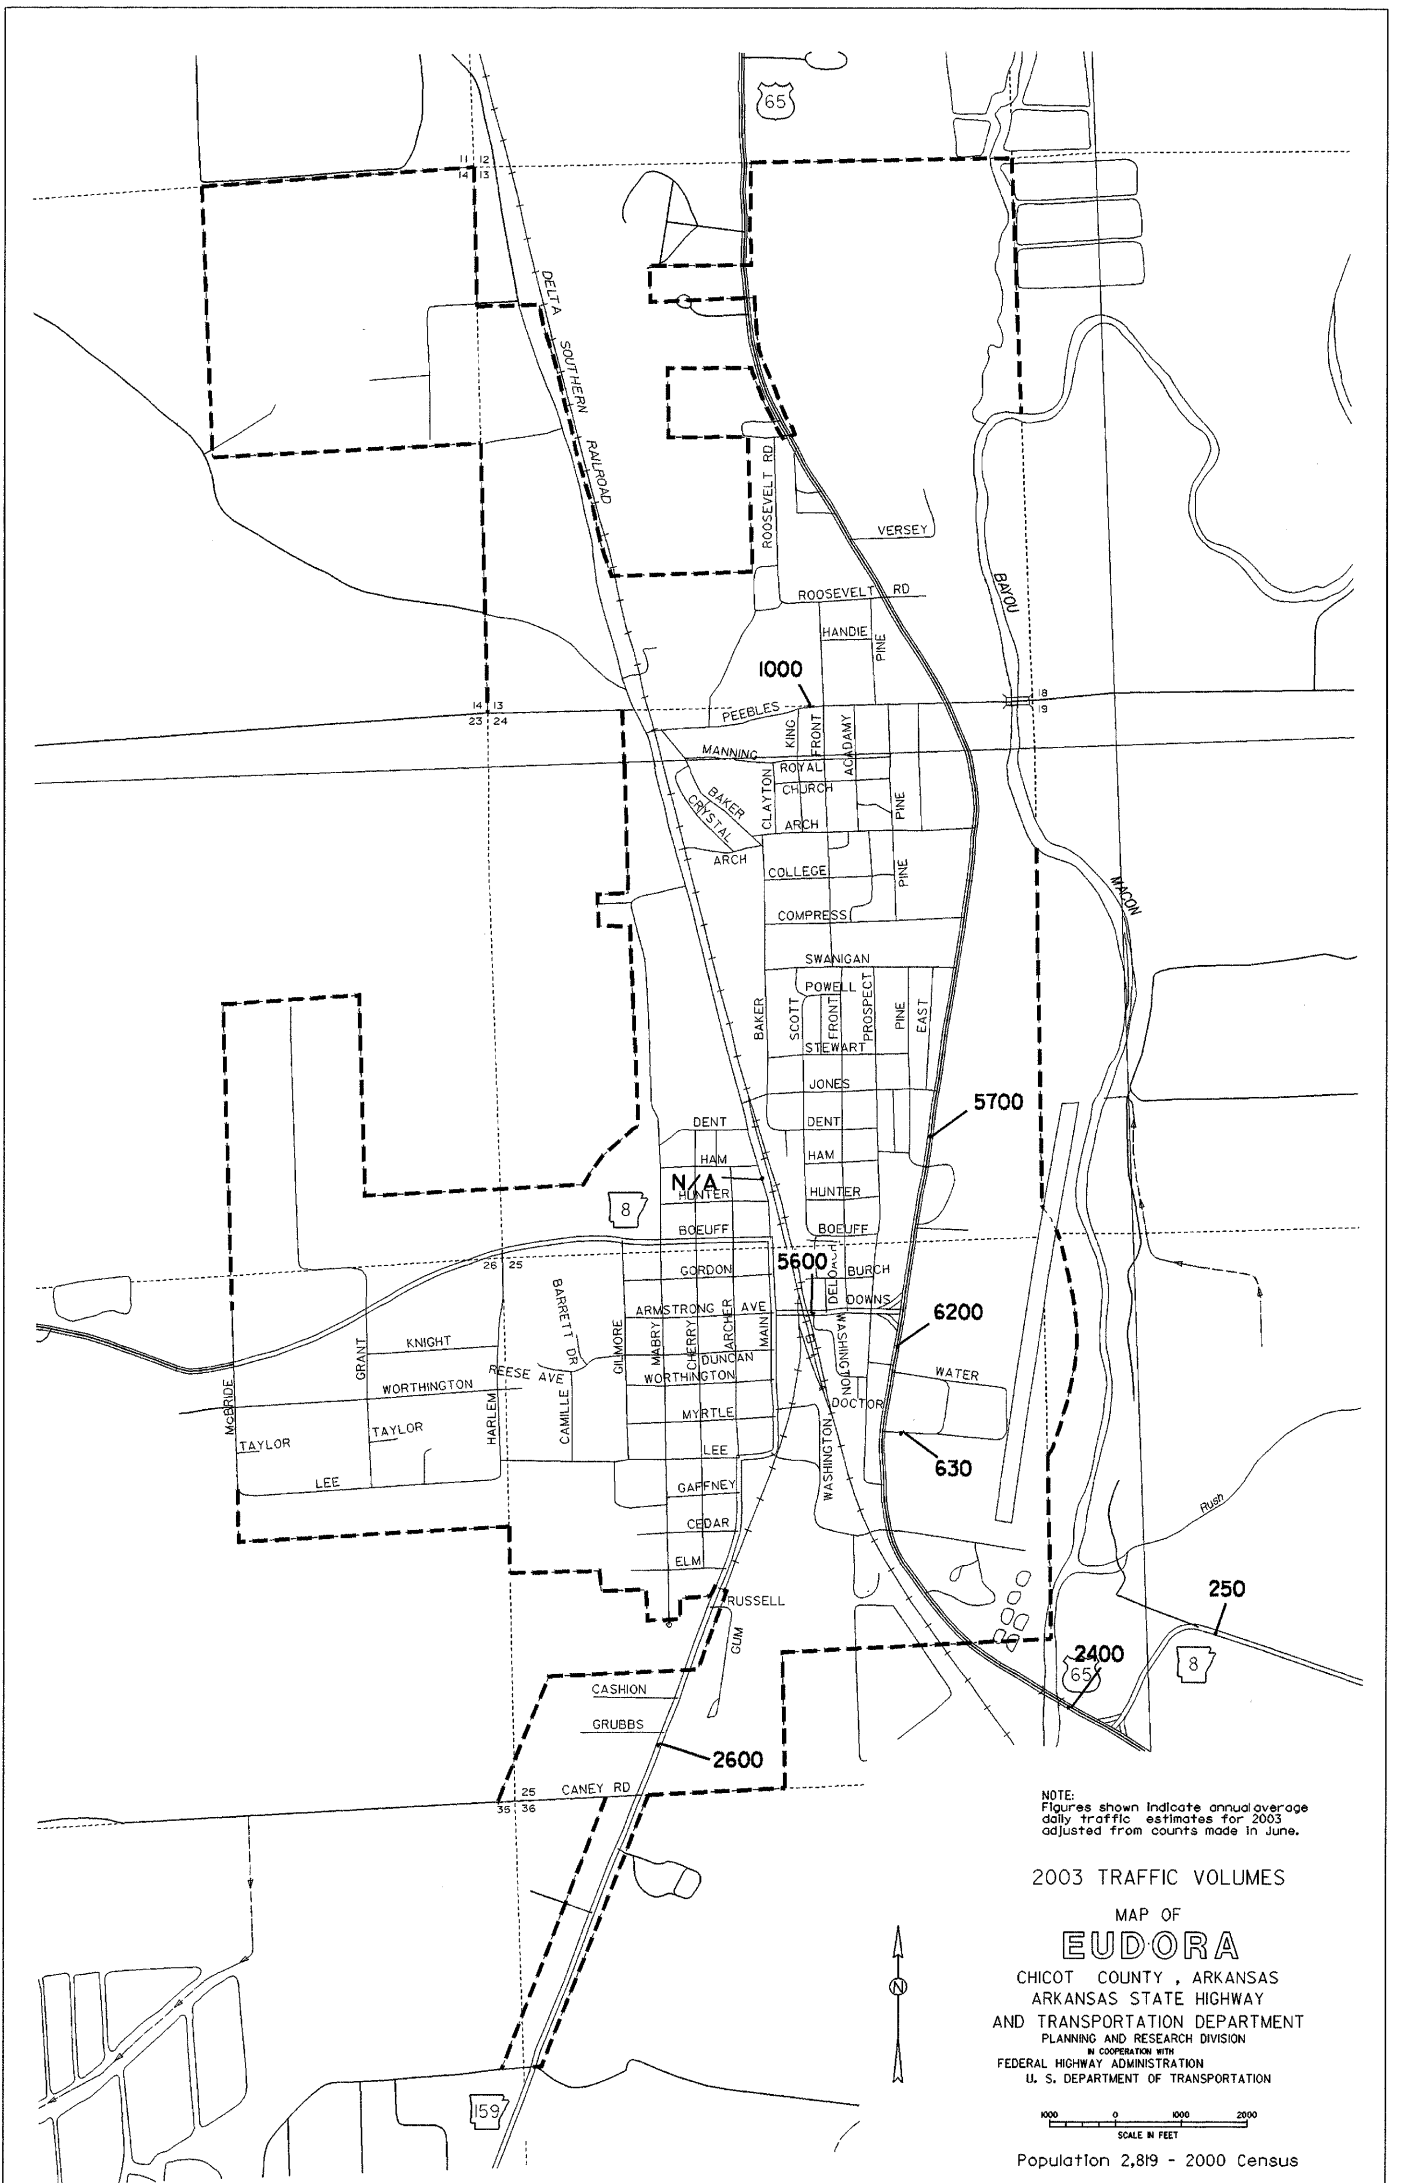 65
11 12
14 13
DELTA SOUTHERN RAILROAD
ROOSEVELT RD
VERSEY
ROOSEVELT RD
BAYOU
HANDIE
PINE
1000
14 13
23 24
18
19
PEEBLES
KING
FRONT
ACADAMY
MANNING
ROYAL
CLAYTON
CHURCH
BAKER
CRYSTAL
PINE
ARCH
ARCH
COLLEGE
PINE
MACON
COMPRESS
SWANIGAN
POWELL
BAKER
SCOTT
FRONT
PROSPECT
PINE
EAST
STEWART
JONES
5700
DENT
DENT
HAM
HAM
N/A
HUNTER
HUNTER
8
BOEUFF
BOEUFF
5600
26 25
GORDON
BURCH
BARRETT DR
ARMSTRONG AVE
DOWNS
6200
GRANT
KNIGHT
GILMORE
MABRY
CHERRY
ARCHER
MAIN
WASHINGTON
DUNCAN
REESE AVE
WORTHINGTON
WATER
McBRIDE
WORTHINGTON
HARLEM
CAMILLE
DOCTOR
MYRTLE
TAYLOR
TAYLOR
LEE
WASHINGTON
630
LEE
GAFFNEY
Rush
CEDAR
ELM
RUSSELL
250
GUM
2400
65
8
CASHION
GRUBBS
2600
25
35 36
CANEY RD
159
NOTE:
Figures shown indicate annual average
daily traffic estimates for 2003
adjusted from counts made in June.
2003 TRAFFIC VOLUMES
MAP OF
EUDORA
CHICOT COUNTY , ARKANSAS
ARKANSAS STATE HIGHWAY
AND TRANSPORTATION DEPARTMENT
PLANNING AND RESEARCH DIVISION
IN COOPERATION WITH
FEDERAL HIGHWAY ADMINISTRATION
U. S. DEPARTMENT OF TRANSPORTATION
N
1000 0 1000 2000
SCALE IN FEET
Population 2,819 - 2000 Census